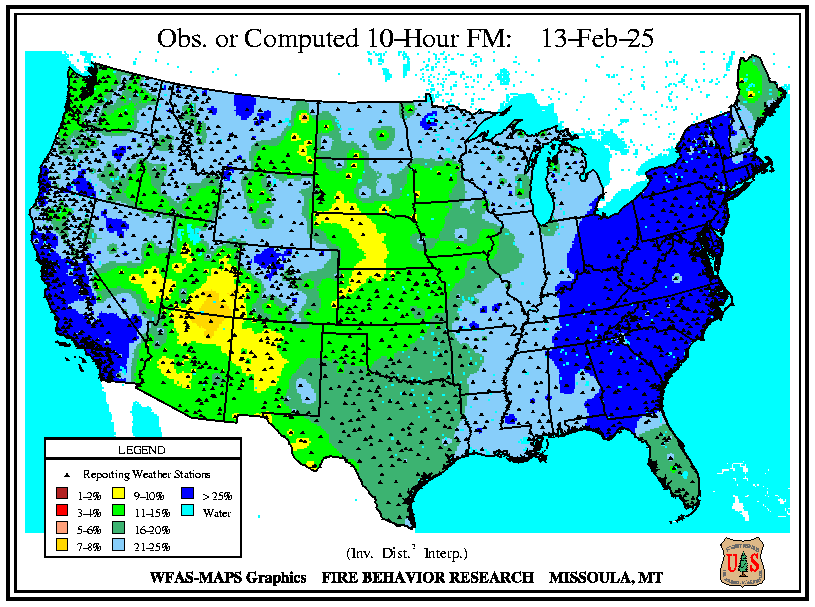 Obs. or Computed 10-Hour FM: 13-Feb-25
LEGEND
Reporting Weather Stations
1-2% 9-10% > 25%
3-4% 11-15% Water
5-6% 16-20%
7-8% 21-25%
(Inv. Dist.² Interp.)
WFAS-MAPS Graphics FIRE BEHAVIOR RESEARCH MISSOULA, MT
U S